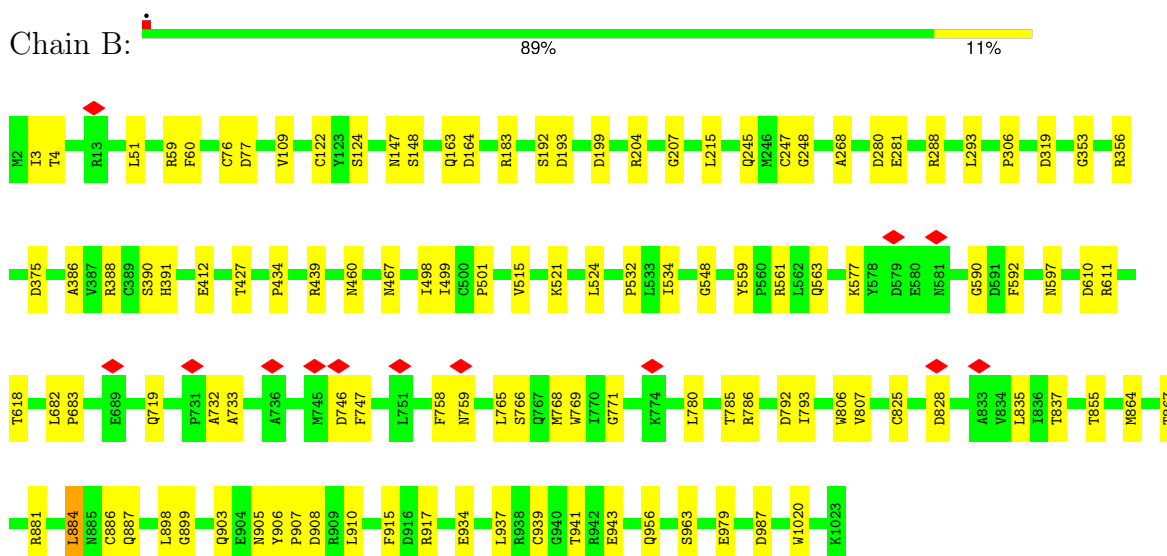 Chain B:
89% 11%
M2 I3 T4 R13 L51 R59 F60 C76 D77 V109 C122 Y123 S124 N147 S148 Q163 D164 R183 S192 D193 D199 R204 G207 L215 Q245 M246 C247 G248 A268 D280 E281 R288 L293 P306 D319 G353 R356
D375 A386 V387 R388 C389 S390 H391 E412 T427 P434 R439 N460 N467 I498 I499 C500 P501 V515 K521 L524 P532 L533 I534 G548 Y559 P560 R561 L562 Q563 K577 Y578 D579 E580 N581 G590 D591 F592 N597 D610 R611
T618 L682 P683 E689 Q719 P731 A732 A733 A736 M745 D746 F747 L751 F758 N759 L765 S766 Q767 M768 W769 I770 G771 K774 L780 T785 R786 D792 I793 W806 V807 C825 D828 A833 V834 L835 I836 T837 T855 M864
R881 L884 N885 C886 Q887 L898 G899 Q903 E904 N905 Y906 P907 D908 R909 L910 F915 D916 R917 E934 L937 R938 C939 G940 T941 R942 E943 Q956 S963 E979 D987 W1020 K1023